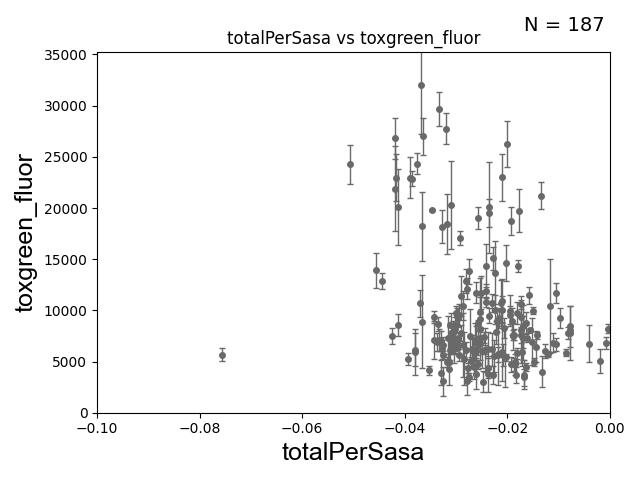 N = 187
totalPerSasa vs toxgreen_fluor
toxgreen_fluor
35000
30000
25000
20000
15000
10000
5000
0
−0.10 −0.08 −0.06 −0.04 −0.02 0.00
totalPerSasa